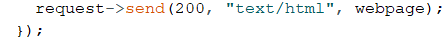 request->send(200, "text/html", webpage);
});